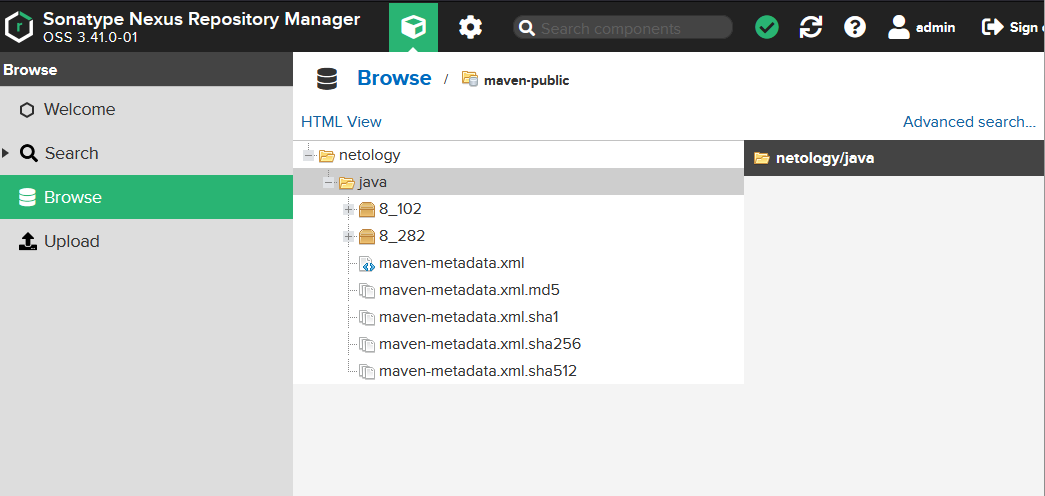 Sonatype Nexus Repository Manager
OSS 3.41.0-01
Search components
admin
Sign
Browse
Welcome
Search
Browse
Upload
Browse / maven-public
HTML View
Advanced search...
netology
java
8_102
8_282
maven-metadata.xml
maven-metadata.xml.md5
maven-metadata.xml.sha1
maven-metadata.xml.sha256
maven-metadata.xml.sha512
netology/java